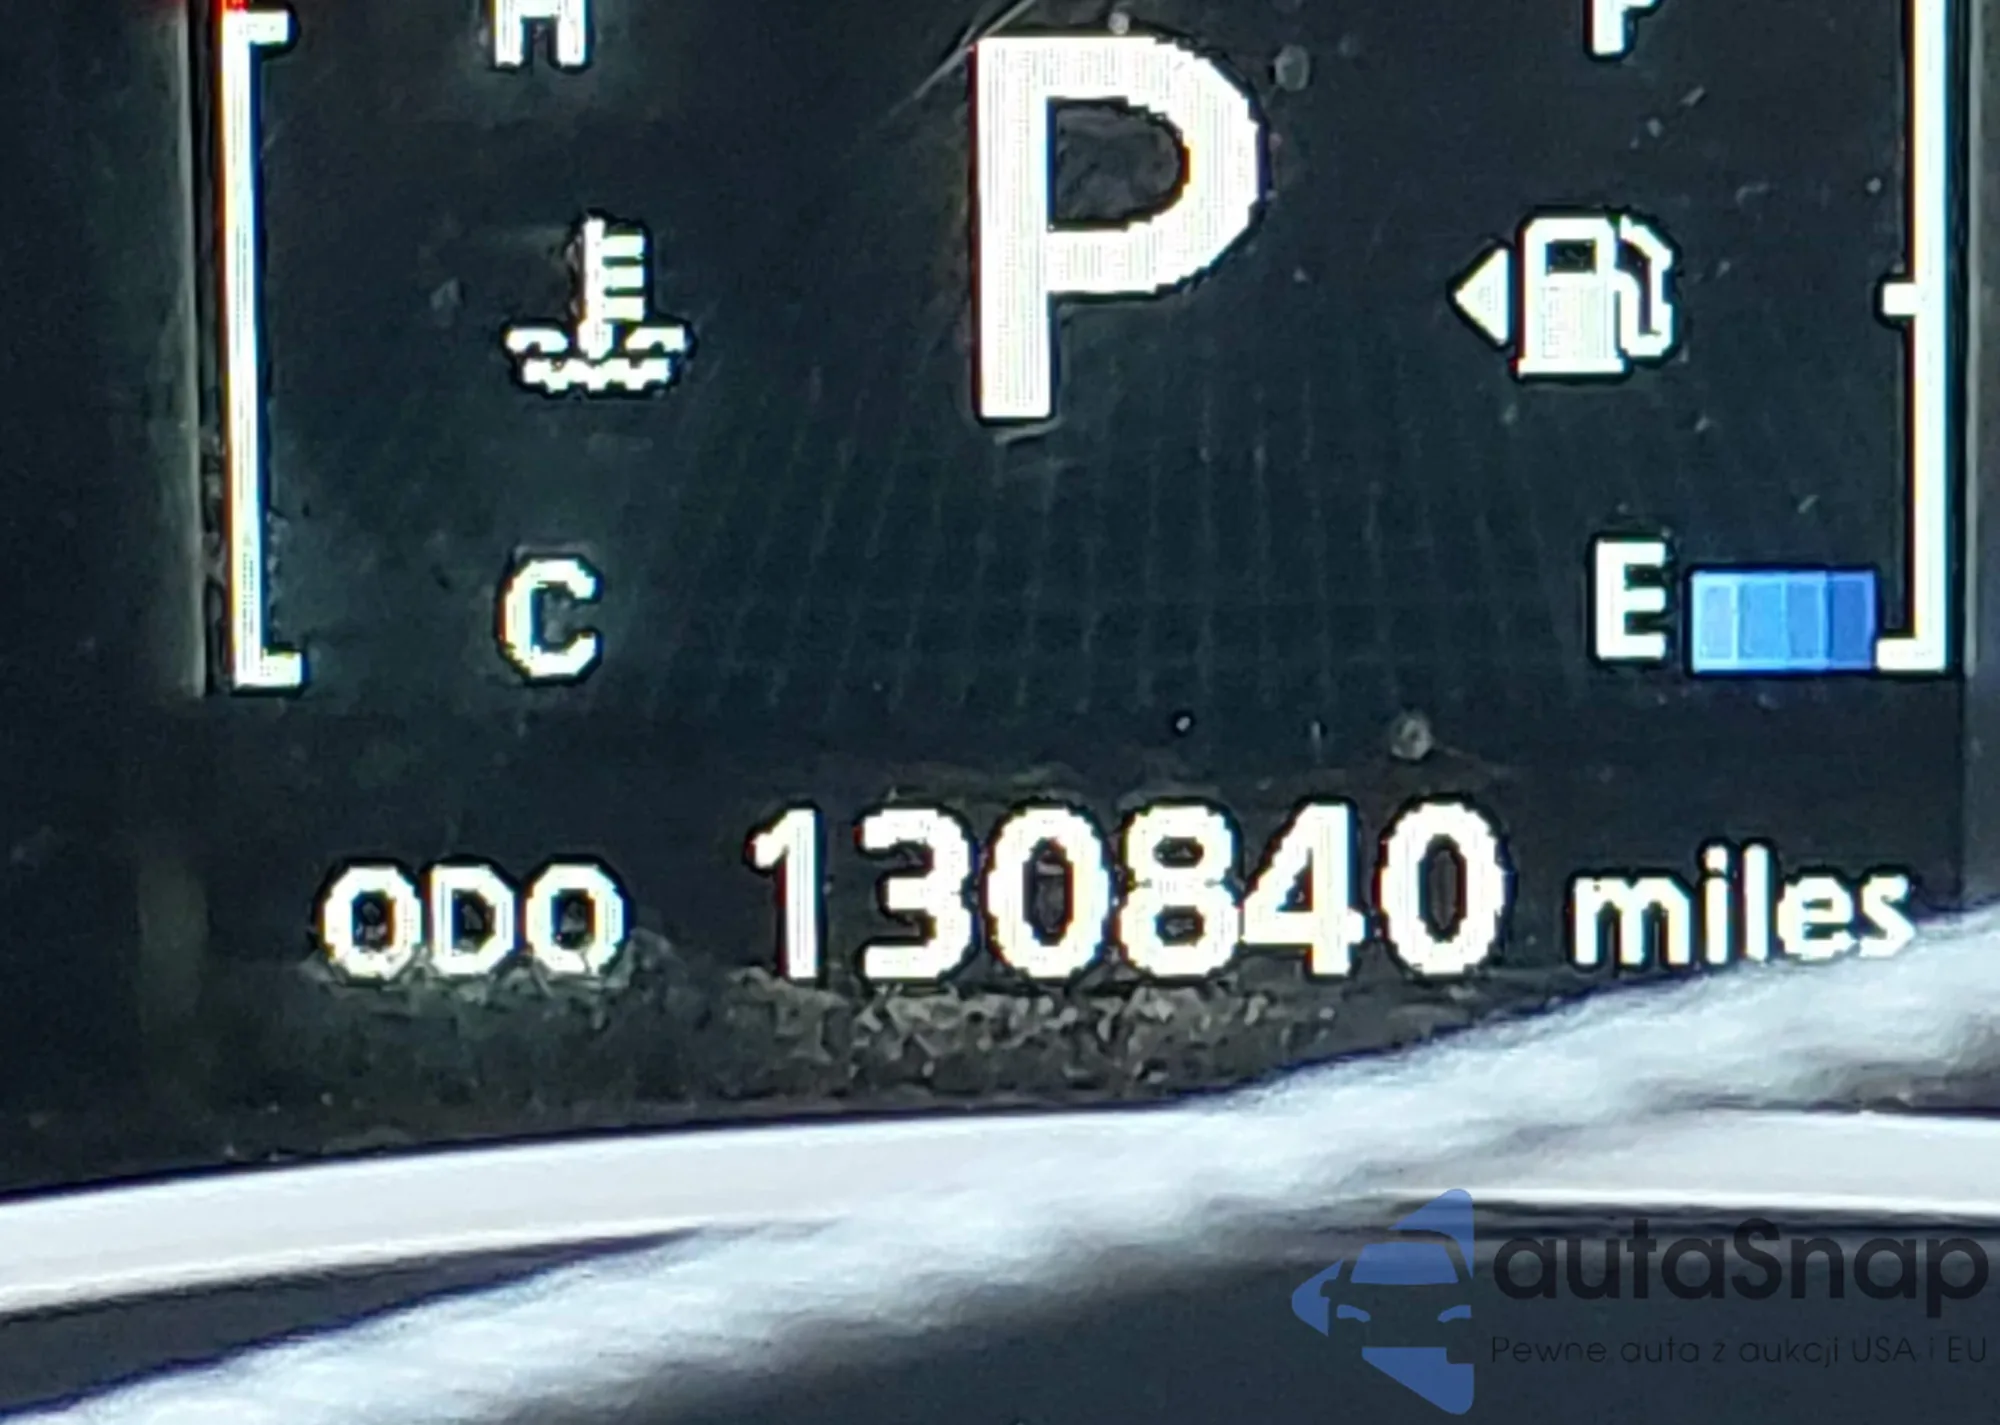 H
P
F
C
E
ODO 130840 miles
autaSnap
Pewne auta z aukcji USA i EU